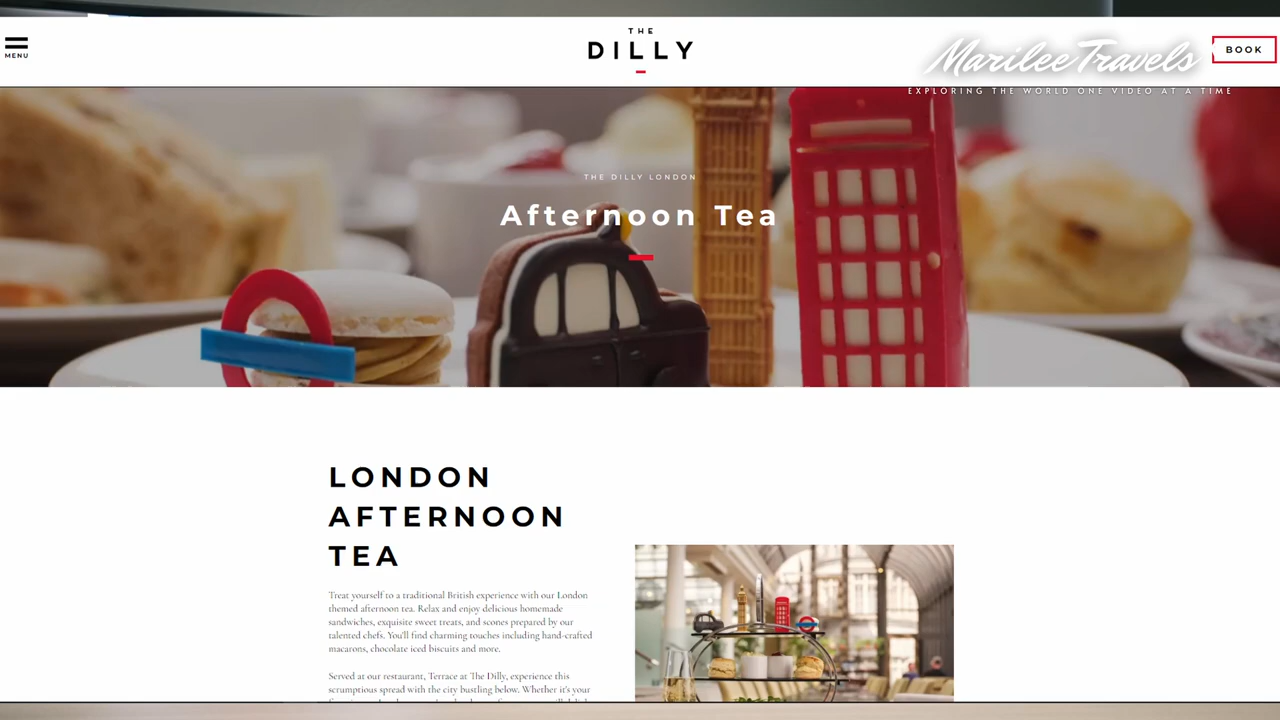 THE
DILLY
MENU
Marilee Travels
BOOK
EXPLORING THE WORLD ONE VIDEO AT A TIME
THE DILLY LONDON
Afternoon Tea
LONDON
AFTERNOON
TEA
Treat yourself to a traditional British experience with our London
themed afternoon tea. Relax and enjoy delicious homemade
sandwiches, exquisite sweet treats, and scones prepared by our
talented chefs. You'll find charming touches including hand-crafted
macarons, chocolate iced biscuits and more.
Served at our restaurant, Terrace at The Dilly, experience this
scrumptious spread with the city bustling below. Whether it's your